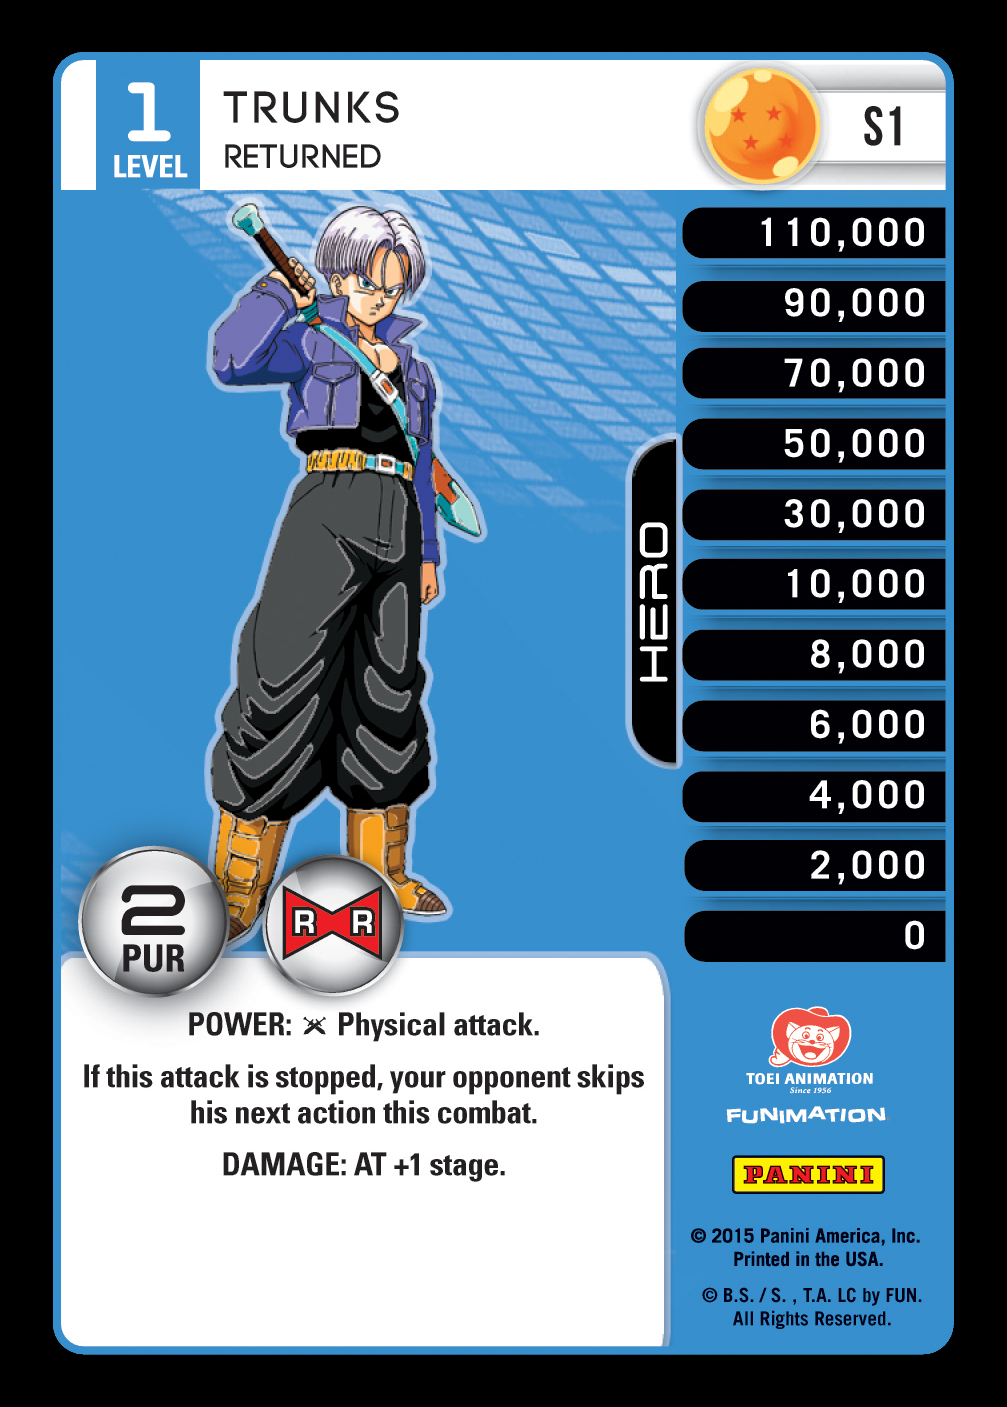 1
LEVEL
TRUNKS
RETURNED
S1
110,000
90,000
70,000
50,000
30,000
10,000
8,000
6,000
4,000
2,000
0
HERO
2
PUR
R R
POWER: Physical attack.
If this attack is stopped, your opponent skips
his next action this combat.
DAMAGE: AT +1 stage.
TOEI ANIMATION
Since 1956
FUNIMATION
PANINI
© 2015 Panini America, Inc.
Printed in the USA.
© B.S. / S. , T.A. LC by FUN.
All Rights Reserved.